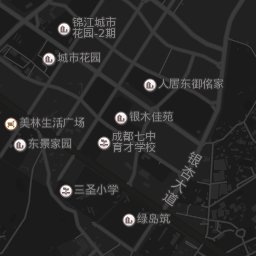 锦江城市
花园-2期
城市花园
人居东御佲家
银木佳苑
美林生活广场
成都七中
育才学校
东景家园
银杏大道
三圣小学
绿岛筑